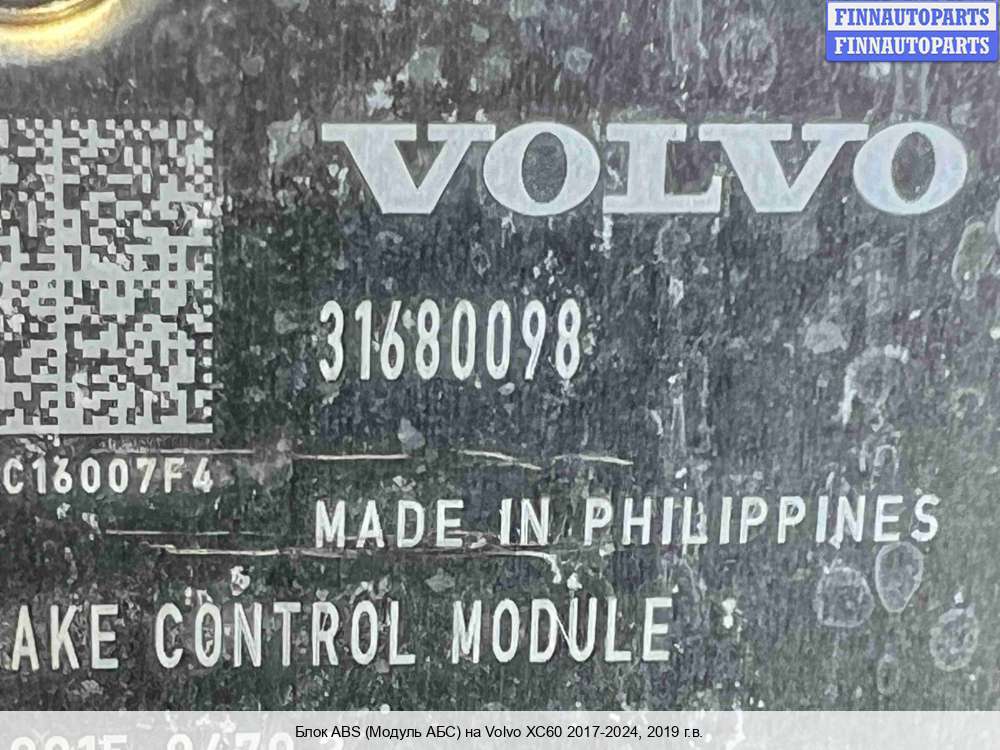 FINNAUTOPARTS
FINNAUTOPARTS
VOLVO
31680098
C16007F4
MADE IN PHILIPPINES
AKE CONTROL MODULE
Блок ABS (Модуль АБС) на Volvo XC60 2017-2024, 2019 г.в.